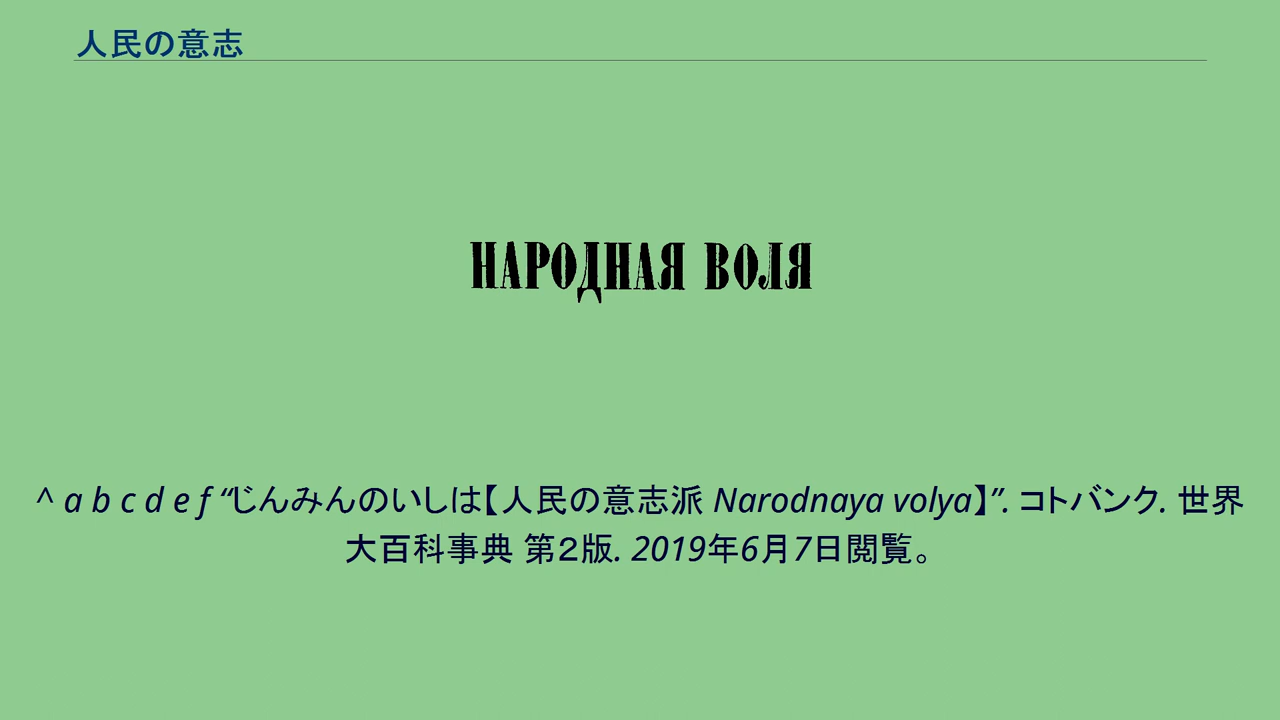 人民の意志
НАРОДНАЯ ВОЛЯ
^ a b c d e f “じんみんのいしは【人民の意志派 Narodnaya volya】”. コトバンク. 世界
大百科事典 第２版. 2019年6月7日閲覧。